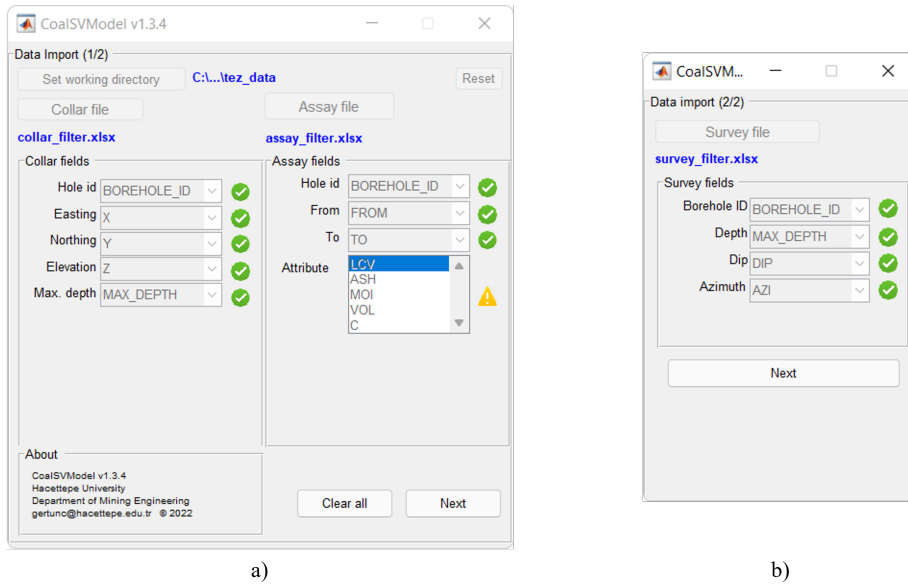 CoalSVModel v1.3.4
Data Import (1/2)
Set working directory
C:\...\tez_data
Reset
Collar file
Assay file
collar_filter.xlsx
assay_filter.xlsx
Collar fields
Hole id BOREHOLE_ID
Easting X
Northing Y
Elevation Z
Max. depth MAX_DEPTH
Assay fields
Hole id BOREHOLE_ID
From FROM
To TO
Attribute
LCV
ASH
MOI
VOL
C
About
CoalSVModel v1.3.4
Hacettepe University
Department of Mining Engineering
gertunc@hacettepe.edu.tr © 2022
Clear all
Next
a)
CoalSVM...
Data import (2/2)
Survey file
survey_filter.xlsx
Survey fields
Borehole ID BOREHOLE_ID
Depth MAX_DEPTH
Dip DIP
Azimuth AZI
Next
b)